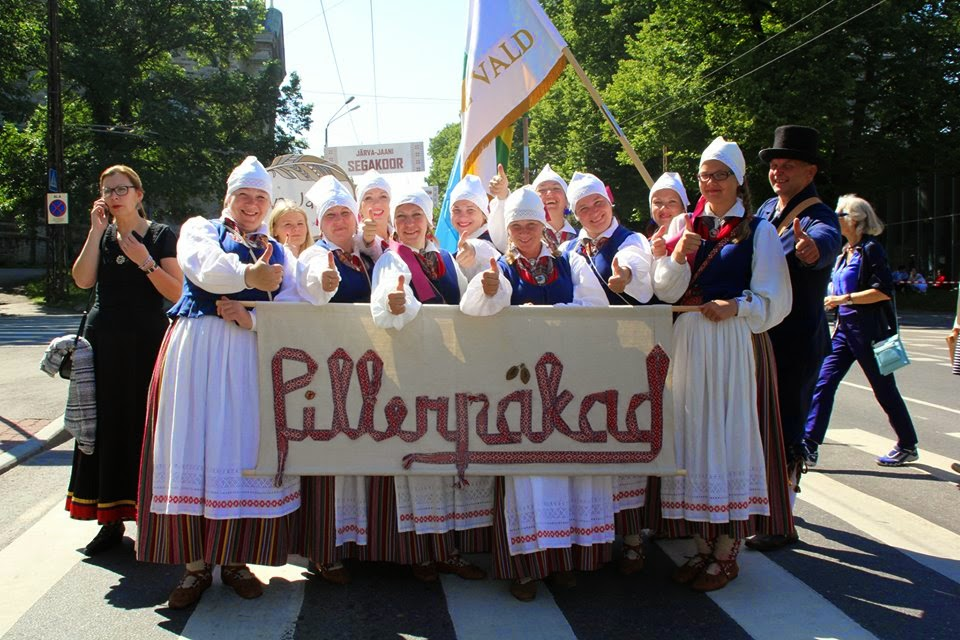 VALD
JÄRVA-JAANI
SEGAKOOR
Pillerpäkad